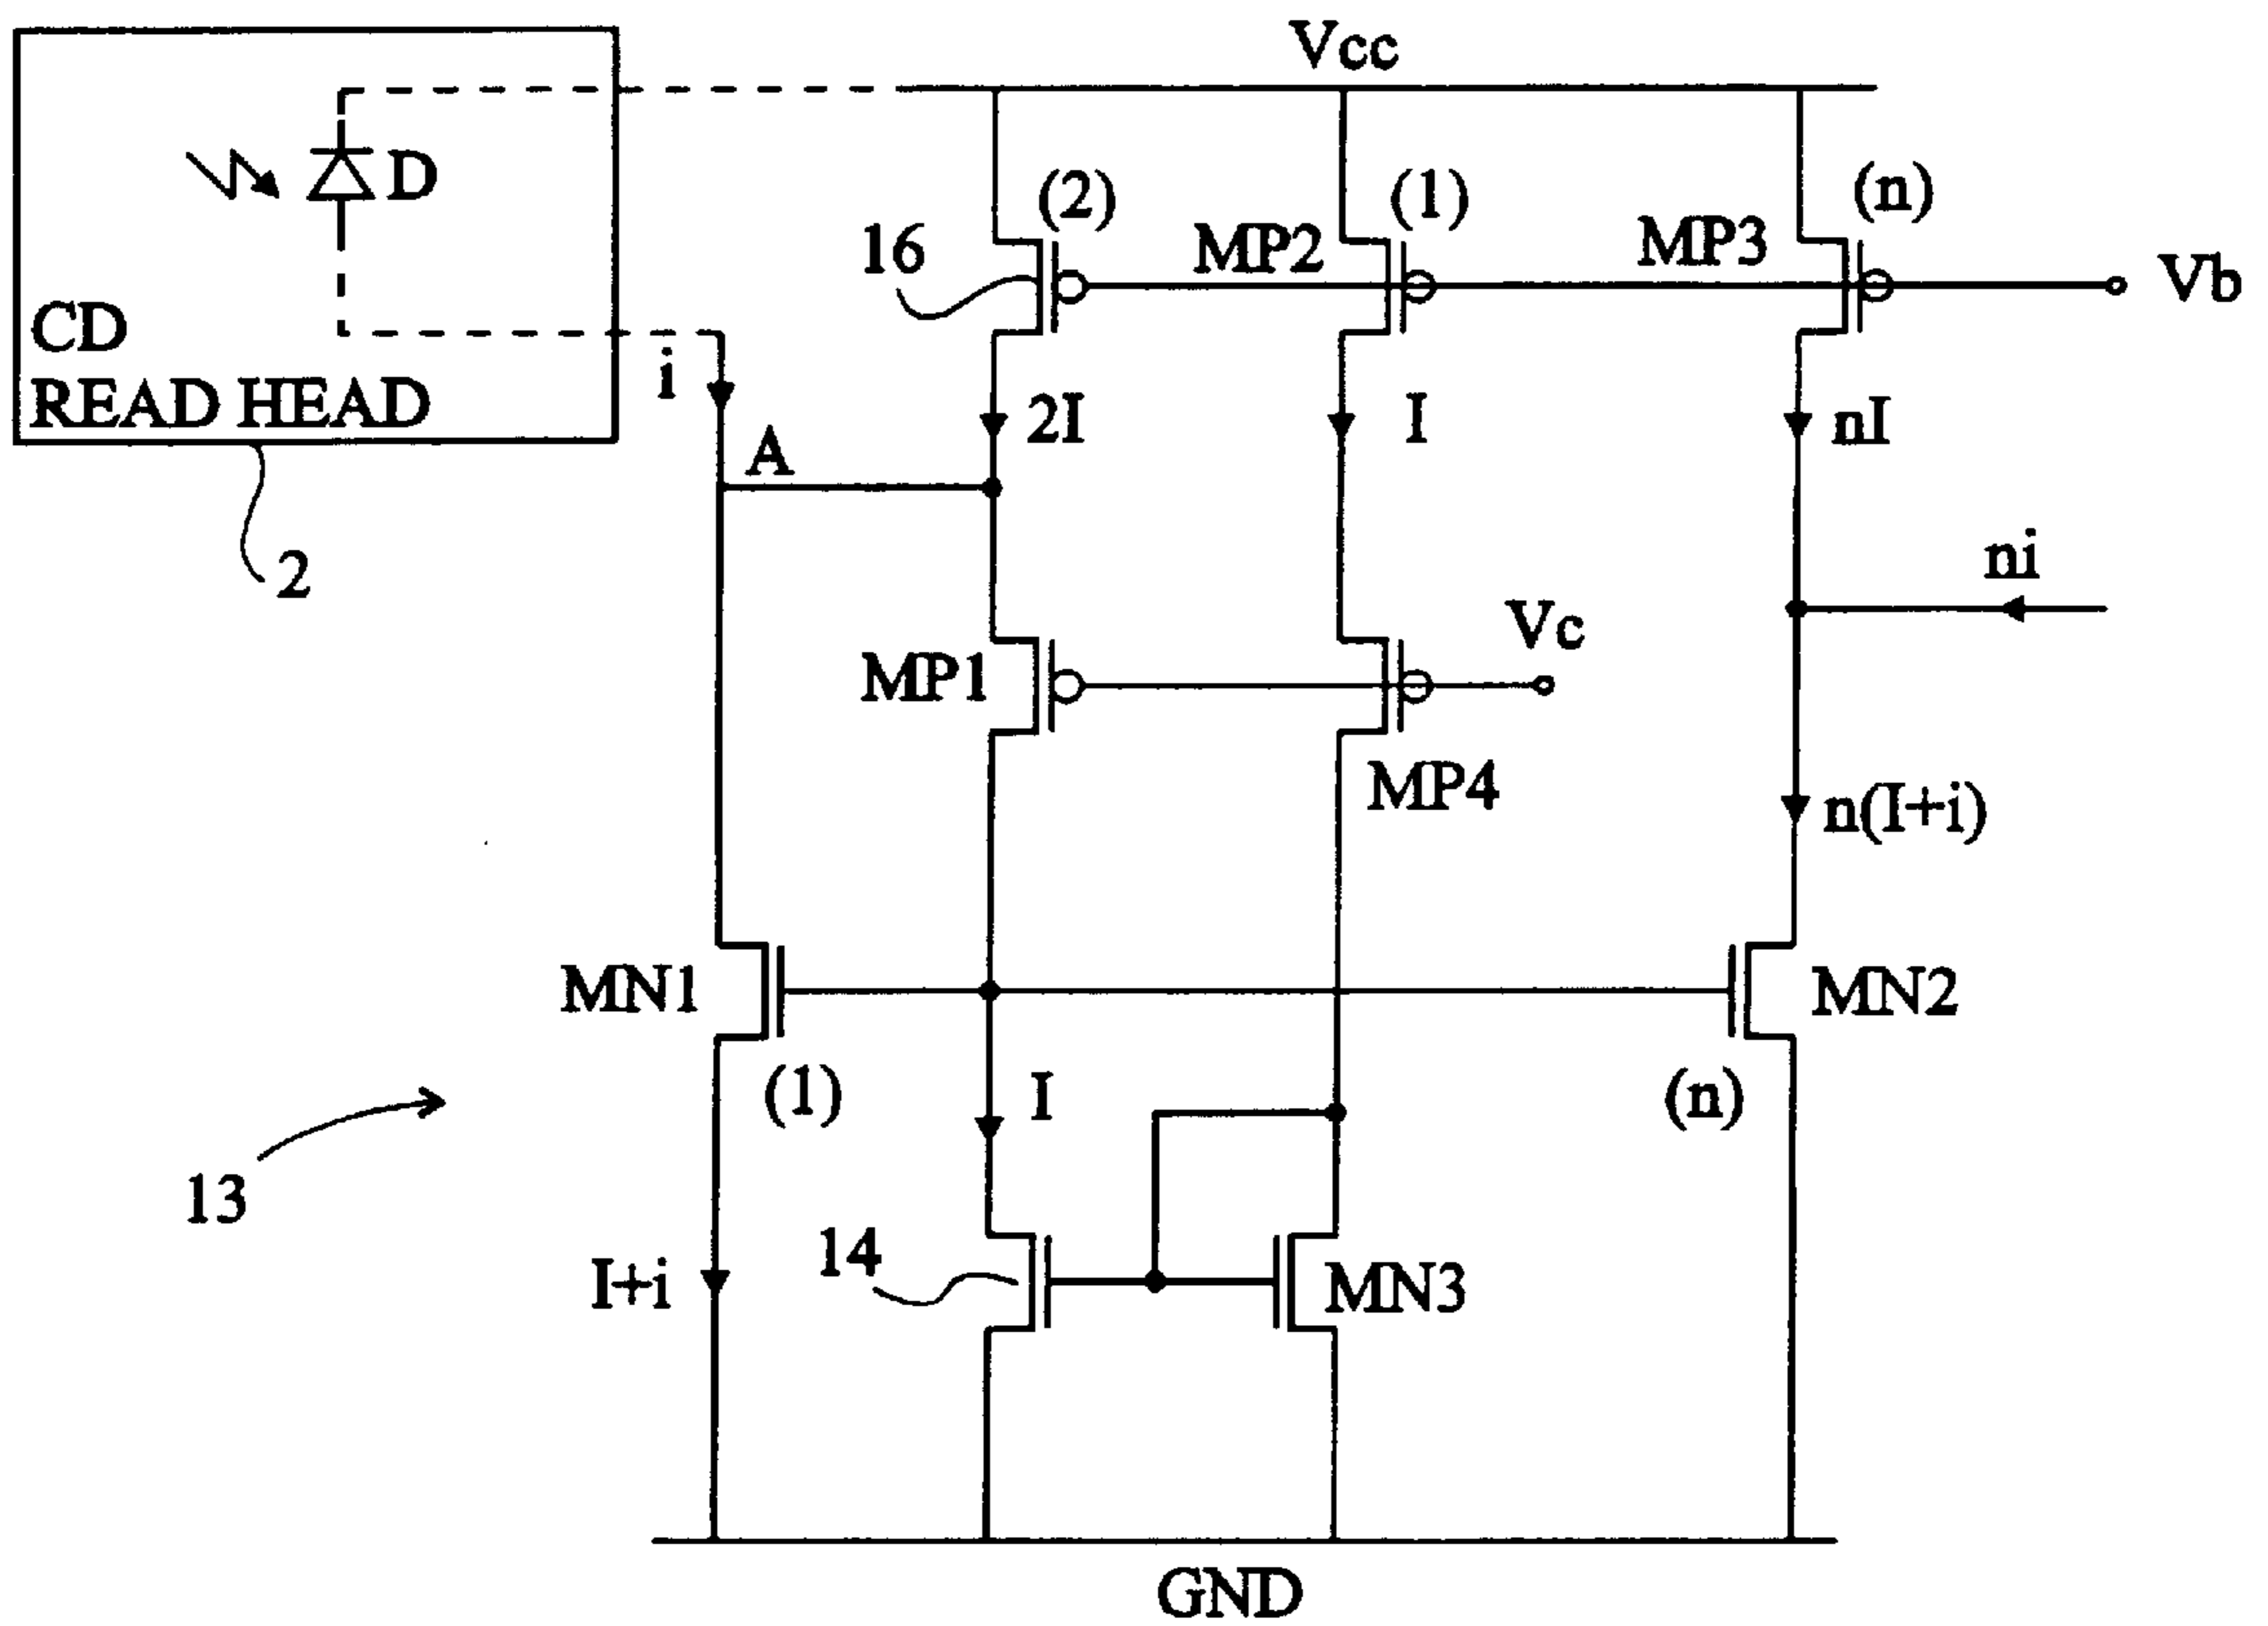 Vcc
D
(2)
(1)
(n)
16
MP2
MP3
Vb
CD
READ HEAD
i
2I
I
nI
A
2
ni
Vc
MP1
MP4
n(I+i)
MN1
MN2
(1)
I
(n)
13
14
I+i
MN3
GND